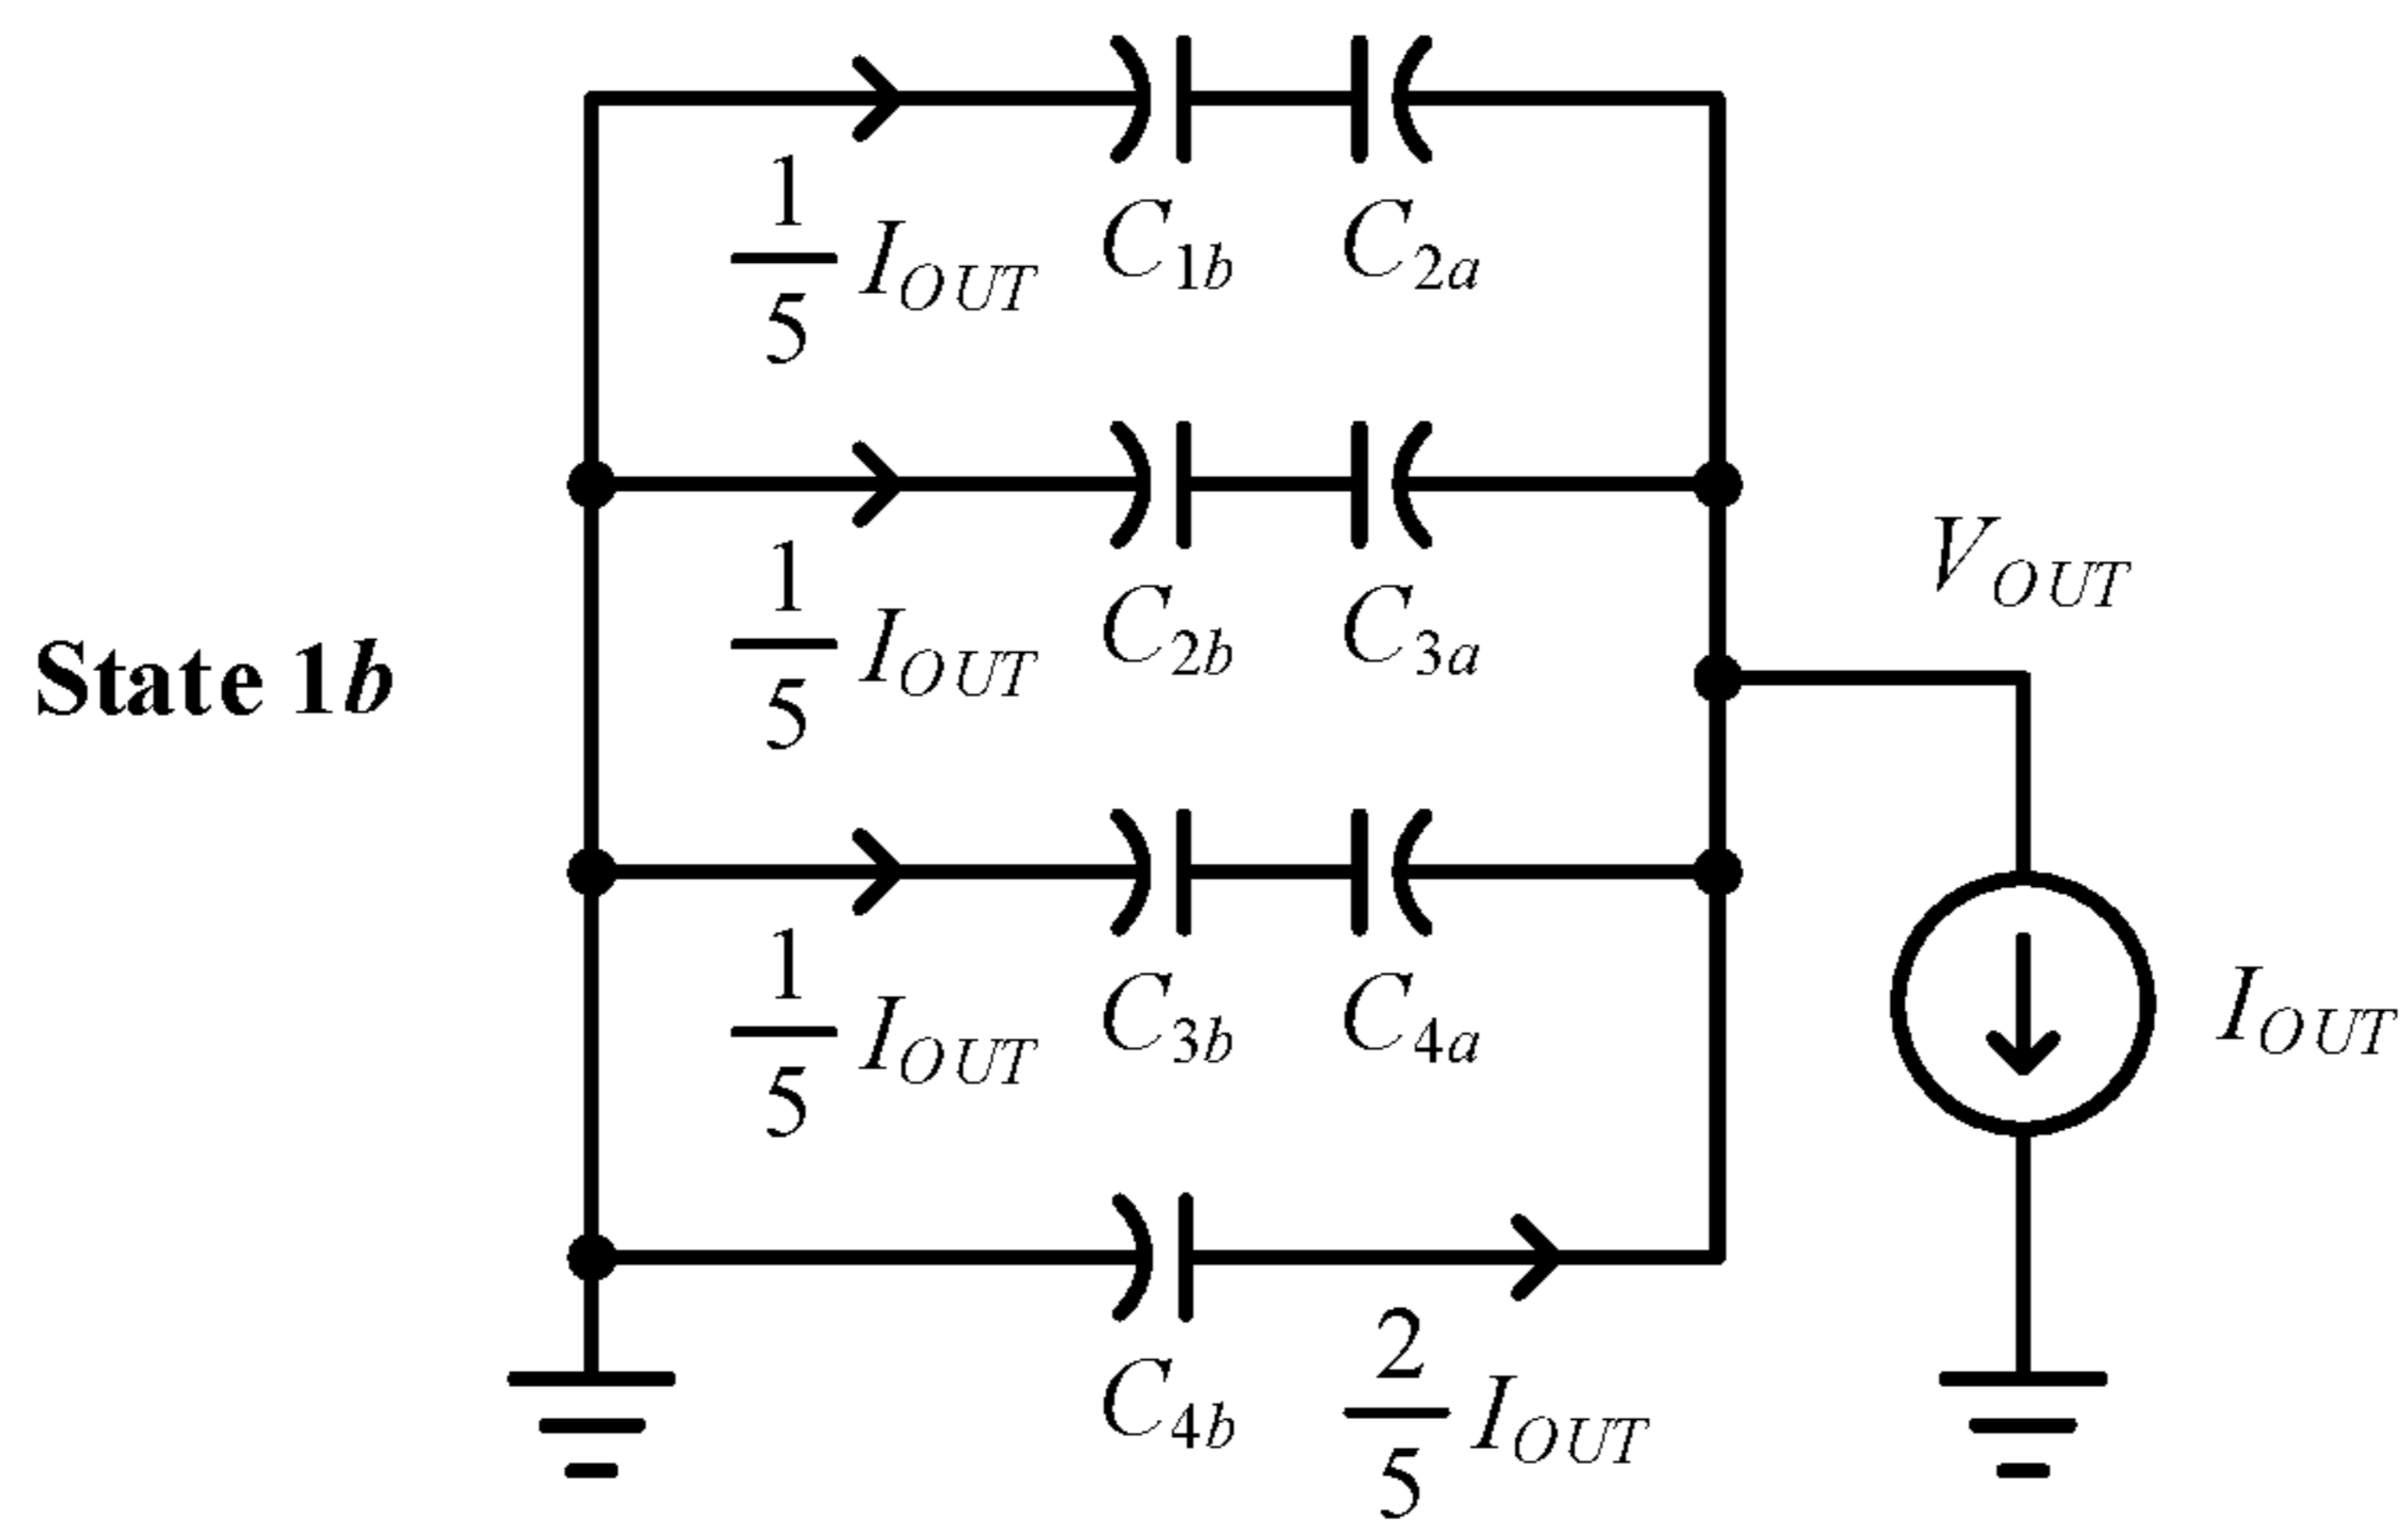 1/5 I_OUT C_1b C_2a
1/5 I_OUT C_2b C_3a
V_OUT
State 1b
1/5 I_OUT C_3b C_4a
I_OUT
C_4b 2/5 I_OUT